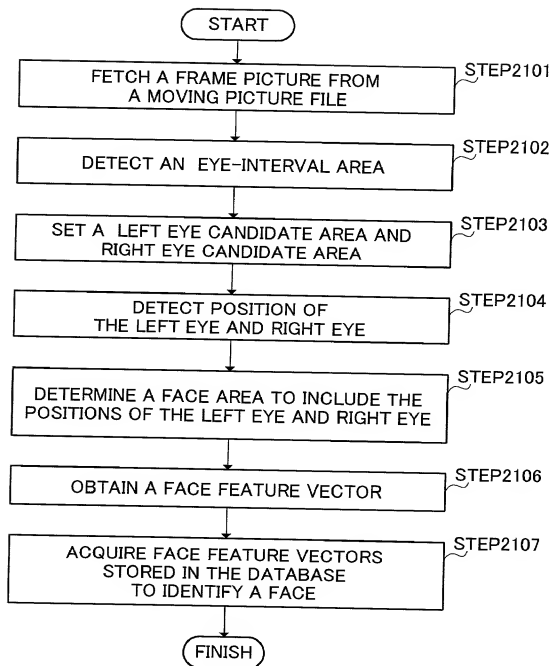 START
STEP2101
FETCH A FRAME PICTURE FROM
A MOVING PICTURE FILE
STEP2102
DETECT AN EYE-INTERVAL AREA
STEP2103
SET A LEFT EYE CANDIDATE AREA AND
RIGHT EYE CANDIDATE AREA
STEP2104
DETECT POSITION OF
THE LEFT EYE AND RIGHT EYE
STEP2105
DETERMINE A FACE AREA TO INCLUDE THE
POSITIONS OF THE LEFT EYE AND RIGHT EYE
STEP2106
OBTAIN A FACE FEATURE VECTOR
STEP2107
ACQUIRE FACE FEATURE VECTORS
STORED IN THE DATABASE
TO IDENTIFY A FACE
FINISH